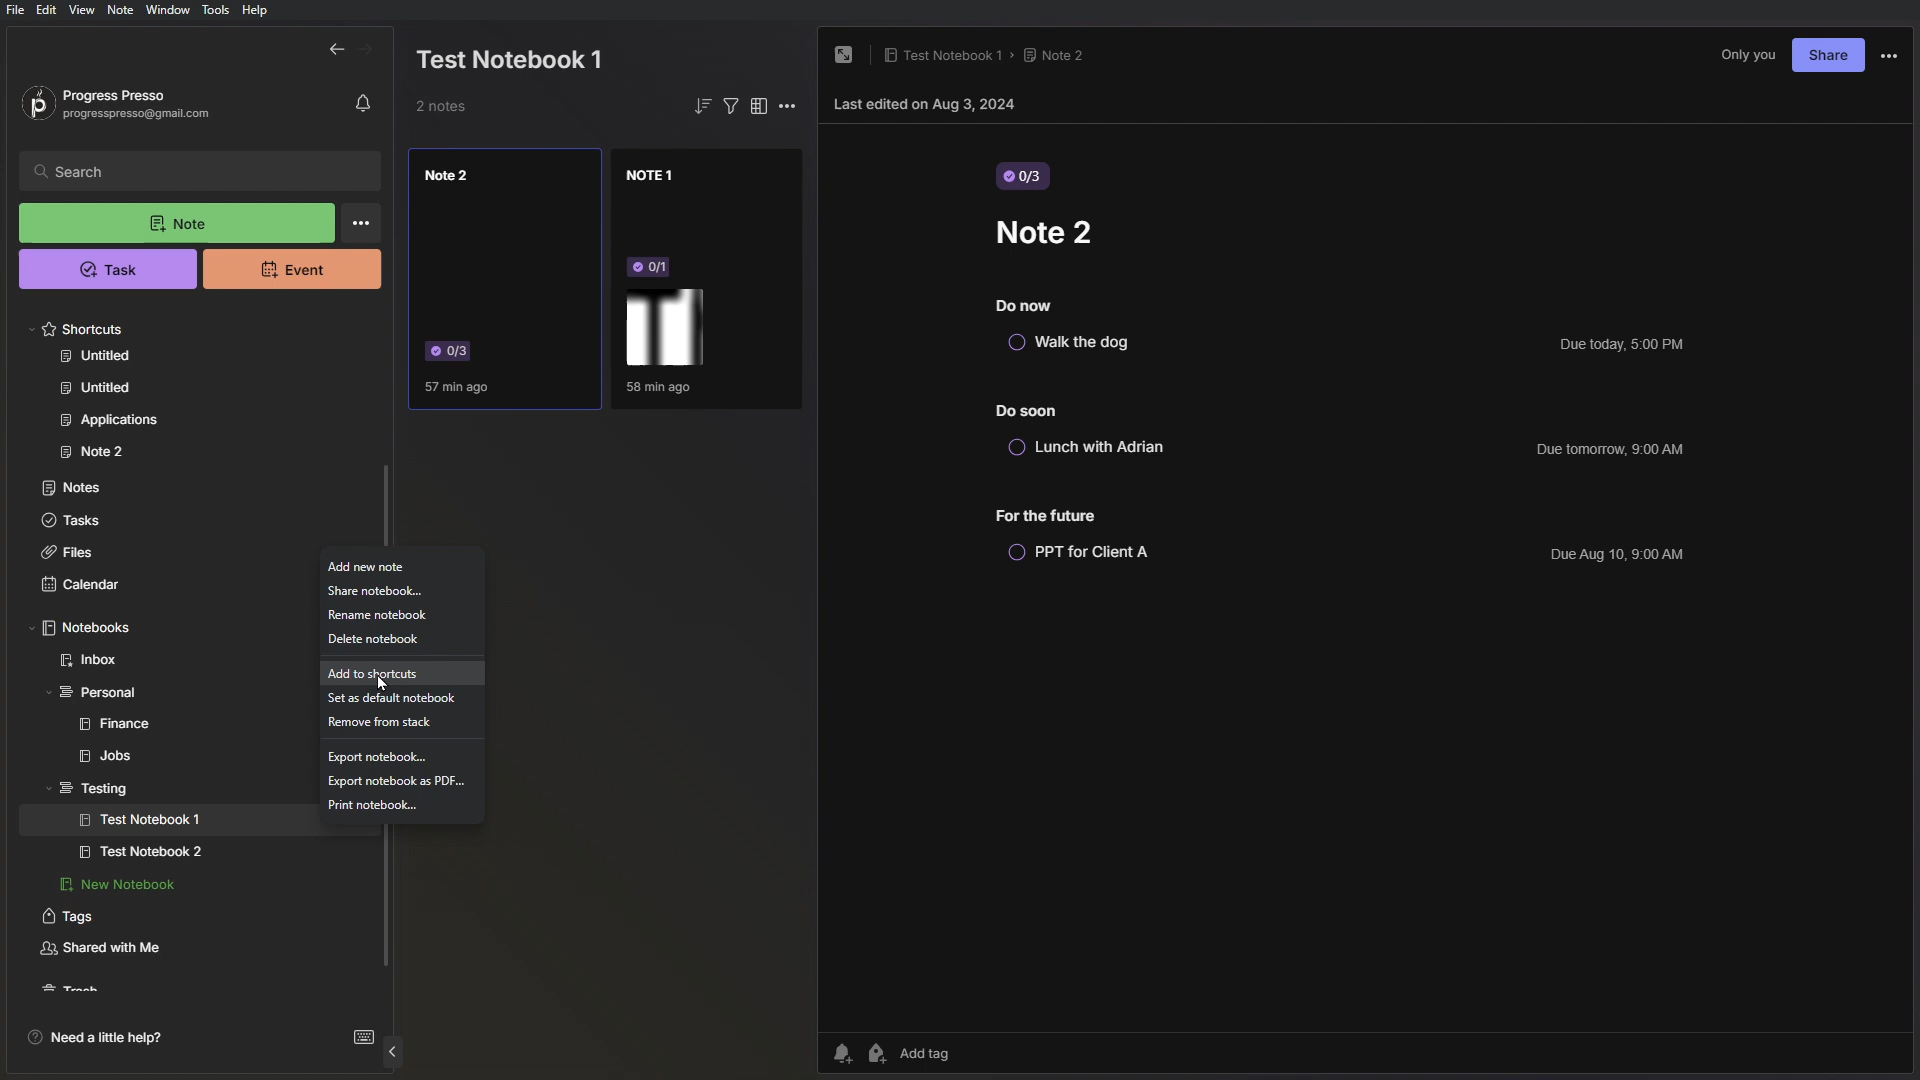 File Edit View Note Window Tools Help
Progress Presso
progresspresso@gmail.com
Search
Note
Task
Event
Shortcuts
Untitled
Untitled
Applications
Note 2
Notes
Tasks
Files
Calendar
Notebooks
Inbox
Personal
Finance
Jobs
Testing
Test Notebook 1
Test Notebook 2
New Notebook
Tags
Shared with Me
Trash
Need a little help?
Add new note
Share notebook...
Rename notebook
Delete notebook
Add to shortcuts
Set as default notebook
Remove from stack
Export notebook...
Export notebook as PDF...
Print notebook...
Test Notebook 1
2 notes
Note 2
0/3
57 min ago
NOTE 1
0/1
58 min ago
Test Notebook 1 › Note 2
Only you
Share
Last edited on Aug 3, 2024
0/3
Note 2
Do now
Walk the dog Due today, 5:00 PM
Do soon
Lunch with Adrian Due tomorrow, 9:00 AM
For the future
PPT for Client A Due Aug 10, 9:00 AM
Add tag